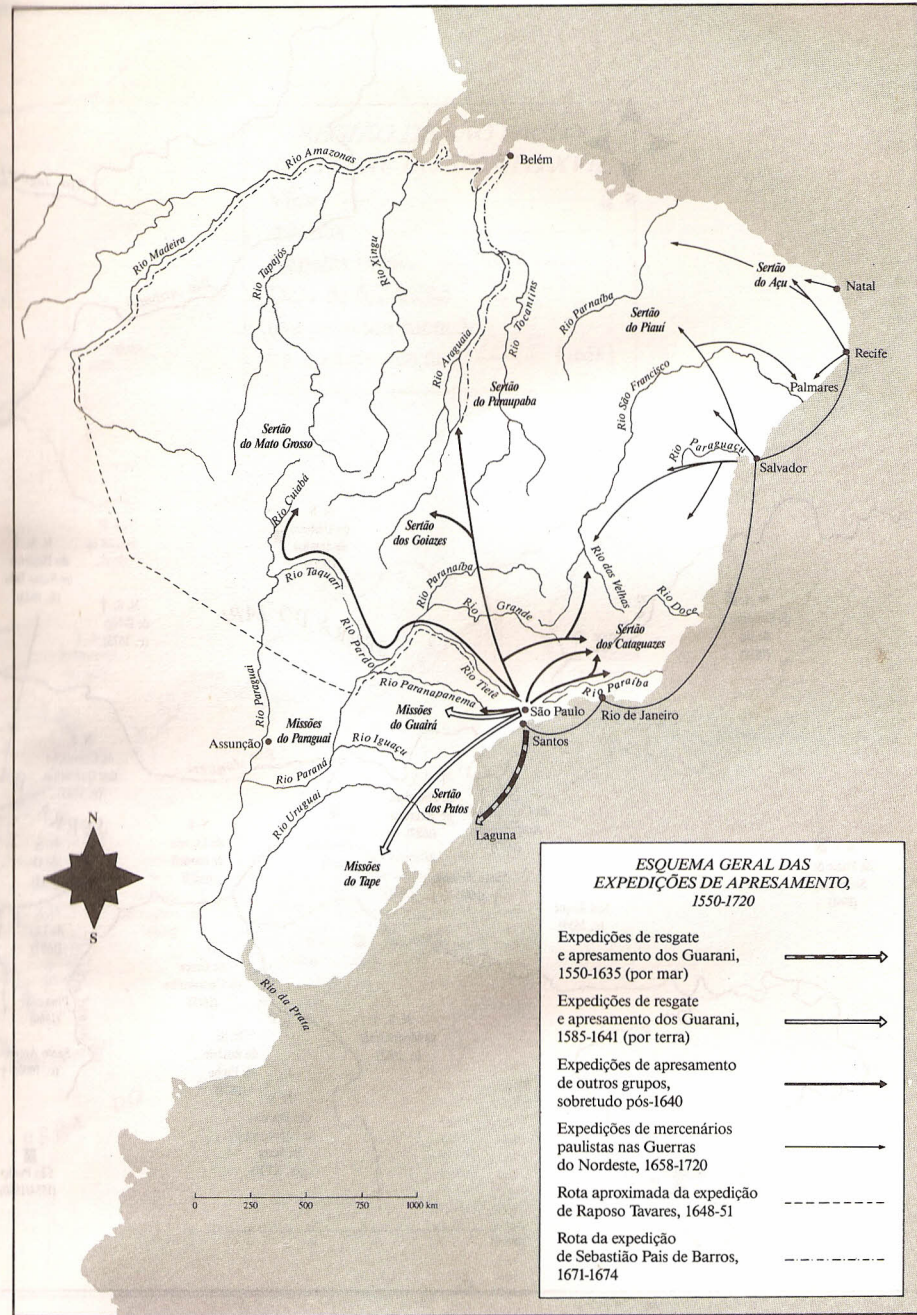 Rio Amazonas
Belém
Rio Madeira
Rio Tapajós
Rio Xingu
Rio Araguaia
Rio Tocantins
Rio Parnaíba
Sertão
do Açu
Natal
Sertão
do Piauí
Recife
Palmares
Rio São Francisco
Sertão
do Paraupaba
Sertão
do Mato Grosso
Rio Paraguaçu
Salvador
Rio Cuiabá
Sertão
dos Goiazes
Rio Taquari
Rio Paranaíba
Rio Grande
Rio das Velhas
Rio Doce
Sertão
dos Cataguazes
Rio Pardo
Rio Tietê
Rio Paraíba
Rio Paranapanema
São Paulo
Rio de Janeiro
Rio Paraguai
Missões
do Guairá
Santos
Missões
do Paraguai
Assunção
Rio Iguaçu
Rio Paraná
Sertão
dos Patos
Rio Uruguai
Laguna
Missões
do Tape
N
S
Rio da Prata
0 250 500 750 1000 km
ESQUEMA GERAL DAS
EXPEDIÇÕES DE APRESAMENTO,
1550-1720
Expedições de resgate
e apresamento dos Guarani,
1550-1635 (por mar)
Expedições de resgate
e apresamento dos Guarani,
1585-1641 (por terra)
Expedições de apresamento
de outros grupos,
sobretudo pós-1640
Expedições de mercenários
paulistas nas Guerras
do Nordeste, 1658-1720
Rota aproximada da expedição
de Raposo Tavares, 1648-51
Rota da expedição
de Sebastião Pais de Barros,
1671-1674